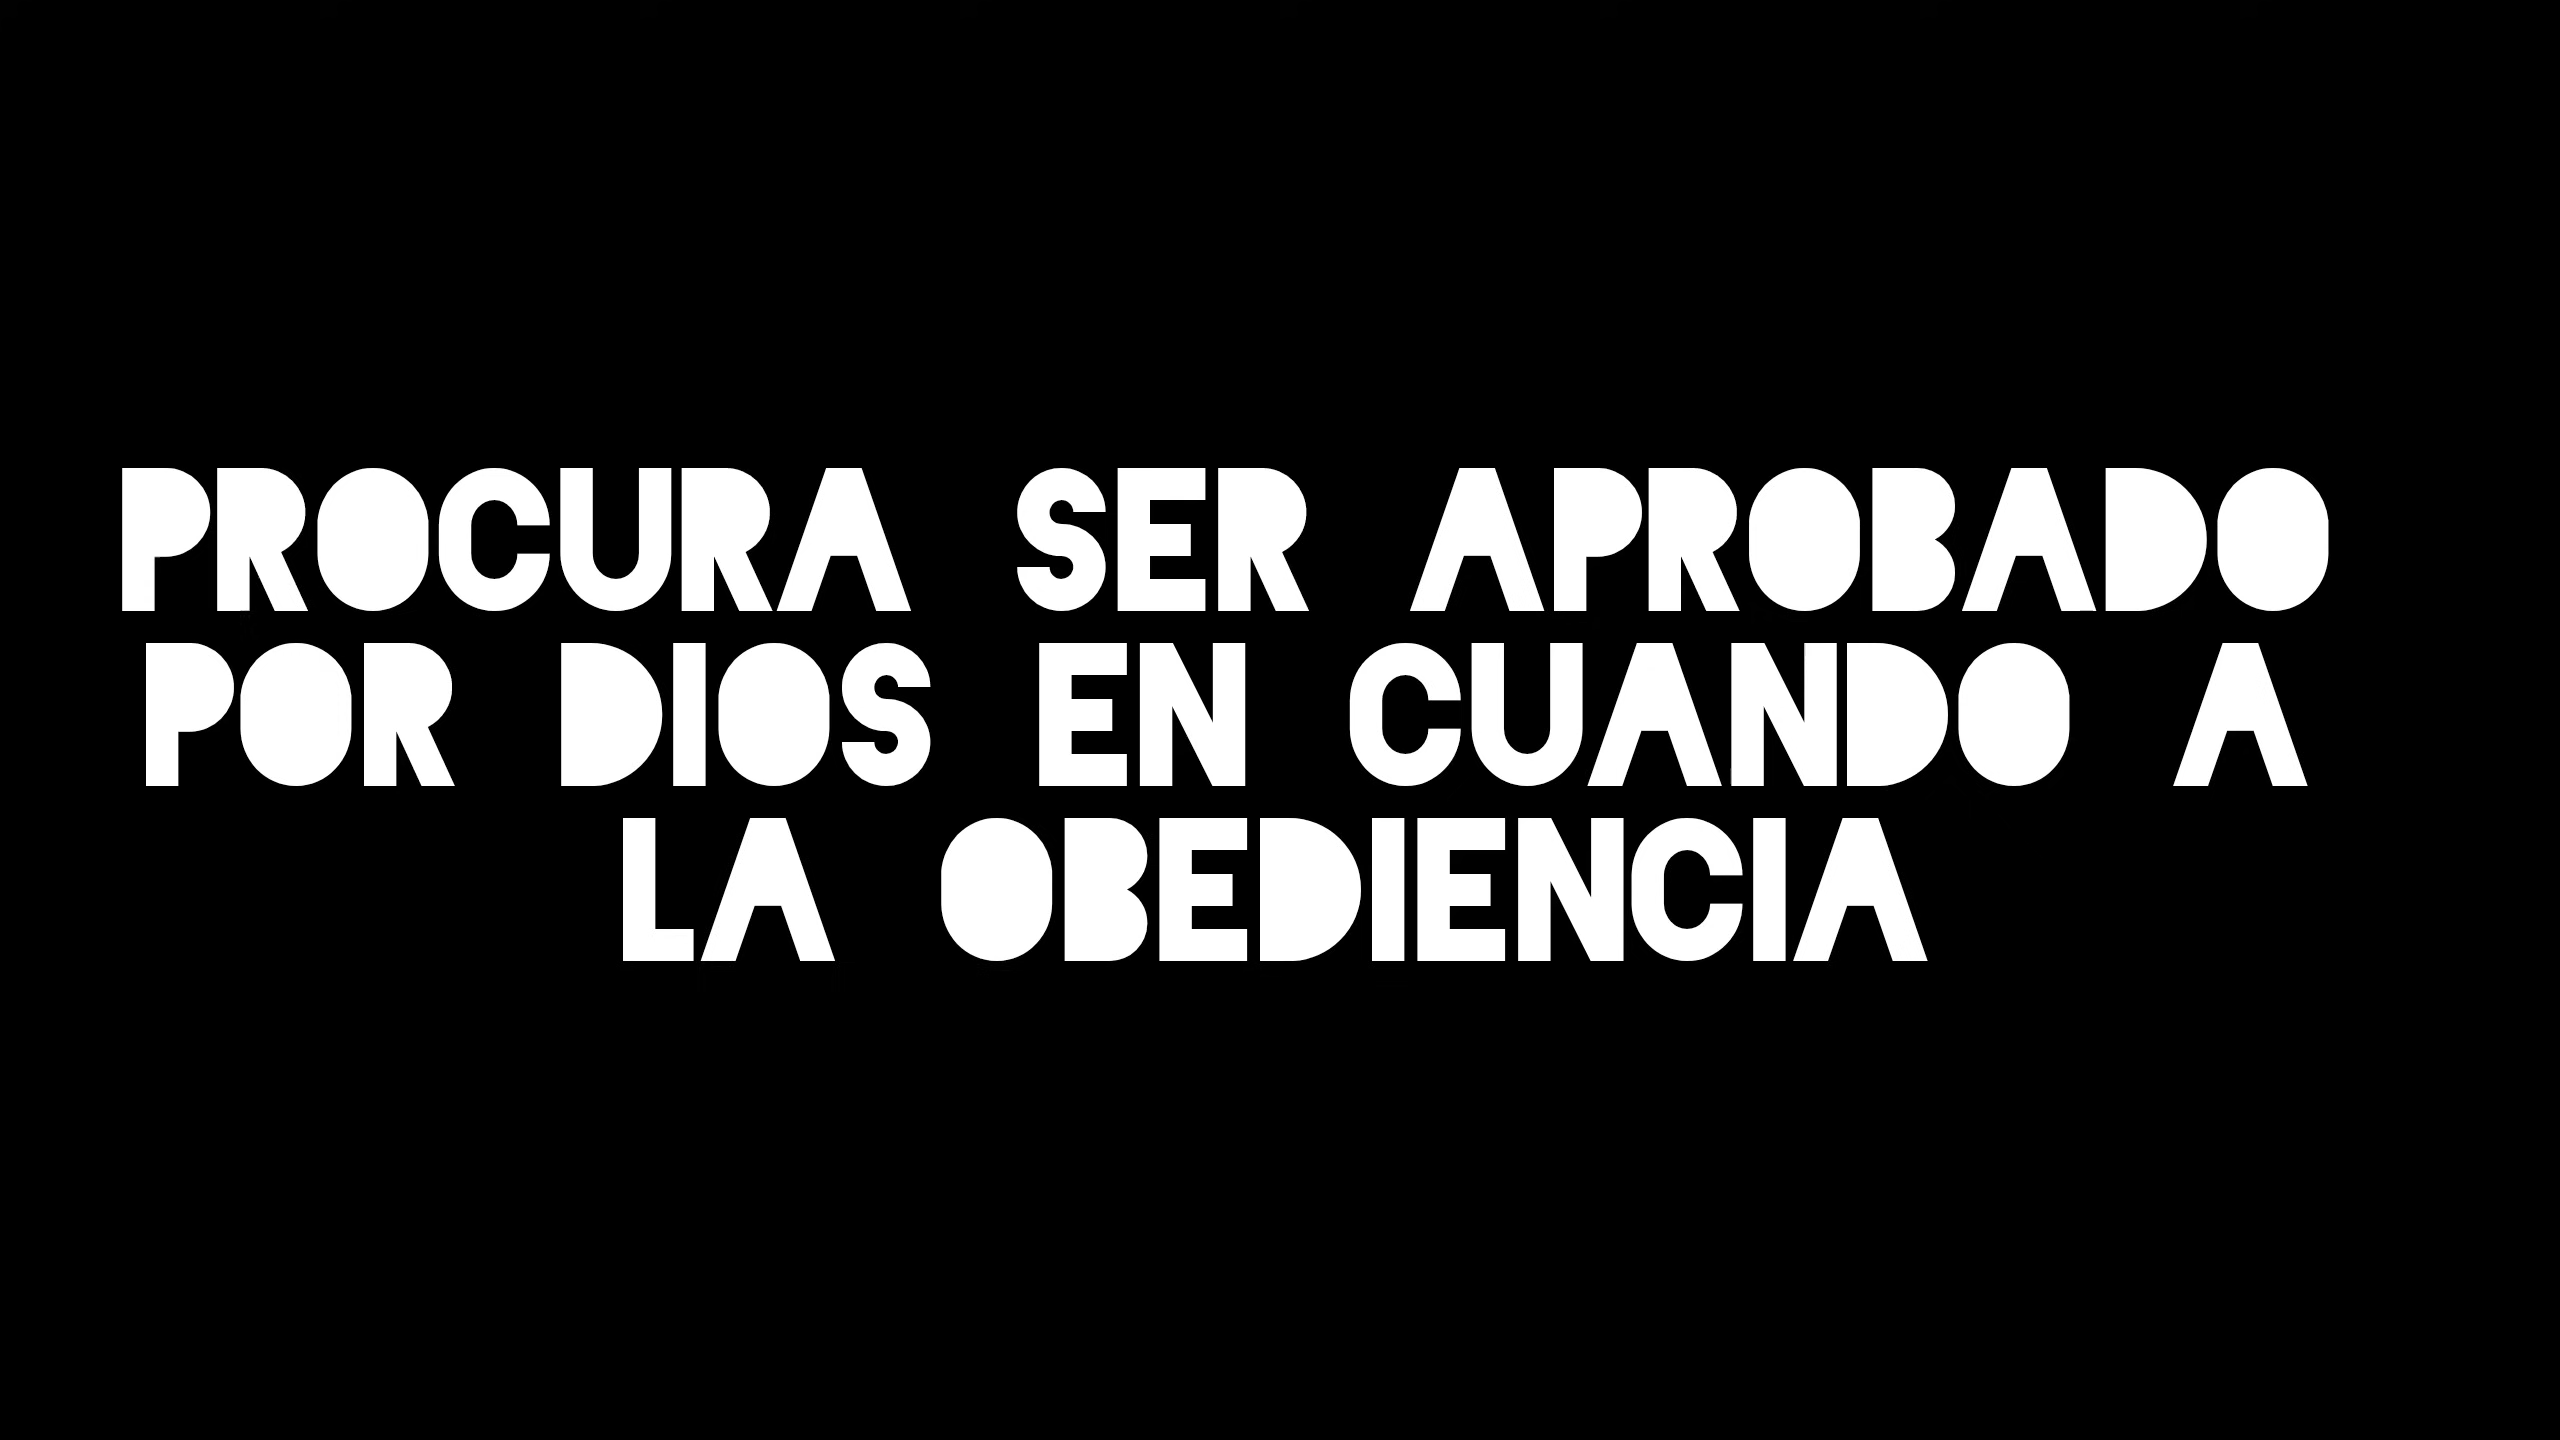 PROCURA SER APROBADO
POR DIOS EN CUANDO A
LA OBEDIENCIA